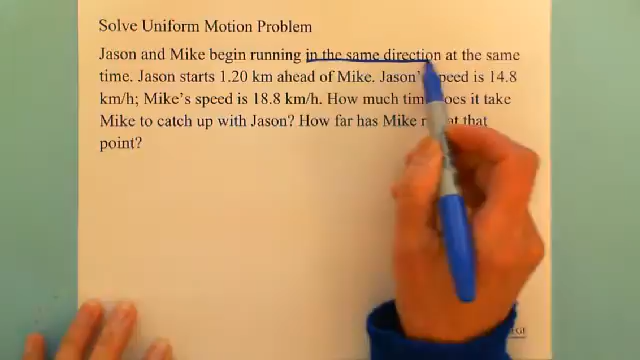 Solve Uniform Motion Problem
Jason and Mike begin running in the same direction at the same
time. Jason starts 1.20 km ahead of Mike. Jason's speed is 14.8
km/h; Mike's speed is 18.8 km/h. How much time does it take
Mike to catch up with Jason? How far has Mike at that
point?